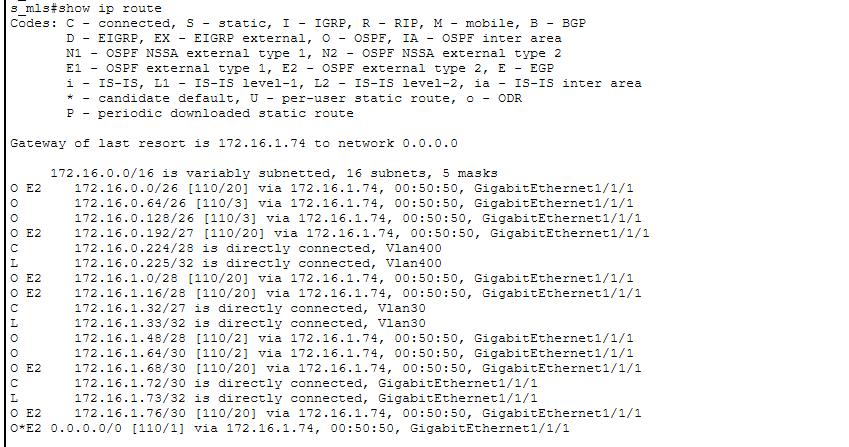 s_mls#show ip route
Codes: C - connected, S - static, I - IGRP, R - RIP, M - mobile, B - BGP
D - EIGRP, EX - EIGRP external, O - OSPF, IA - OSPF inter area
N1 - OSPF NSSA external type 1, N2 - OSPF NSSA external type 2
E1 - OSPF external type 1, E2 - OSPF external type 2, E - EGP
i - IS-IS, L1 - IS-IS level-1, L2 - IS-IS level-2, ia - IS-IS inter area
* - candidate default, U - per-user static route, o - ODR
P - periodic downloaded static route
Gateway of last resort is 172.16.1.74 to network 0.0.0.0
172.16.0.0/16 is variably subnetted, 16 subnets, 5 masks
O E2 172.16.0.0/26 [110/20] via 172.16.1.74, 00:50:50, GigabitEthernet1/1/1
O 172.16.0.64/26 [110/3] via 172.16.1.74, 00:50:50, GigabitEthernet1/1/1
O 172.16.0.128/26 [110/3] via 172.16.1.74, 00:50:50, GigabitEthernet1/1/1
O E2 172.16.0.192/27 [110/20] via 172.16.1.74, 00:50:50, GigabitEthernet1/1/1
C 172.16.0.224/28 is directly connected, Vlan400
L 172.16.0.225/32 is directly connected, Vlan400
O E2 172.16.1.0/28 [110/20] via 172.16.1.74, 00:50:50, GigabitEthernet1/1/1
O E2 172.16.1.16/28 [110/20] via 172.16.1.74, 00:50:50, GigabitEthernet1/1/1
C 172.16.1.32/27 is directly connected, Vlan30
L 172.16.1.33/32 is directly connected, Vlan30
O 172.16.1.48/28 [110/2] via 172.16.1.74, 00:50:50, GigabitEthernet1/1/1
O 172.16.1.64/30 [110/2] via 172.16.1.74, 00:50:50, GigabitEthernet1/1/1
O E2 172.16.1.68/30 [110/20] via 172.16.1.74, 00:50:50, GigabitEthernet1/1/1
C 172.16.1.72/30 is directly connected, GigabitEthernet1/1/1
L 172.16.1.73/32 is directly connected, GigabitEthernet1/1/1
O E2 172.16.1.76/30 [110/20] via 172.16.1.74, 00:50:50, GigabitEthernet1/1/1
O*E2 0.0.0.0/0 [110/1] via 172.16.1.74, 00:50:50, GigabitEthernet1/1/1